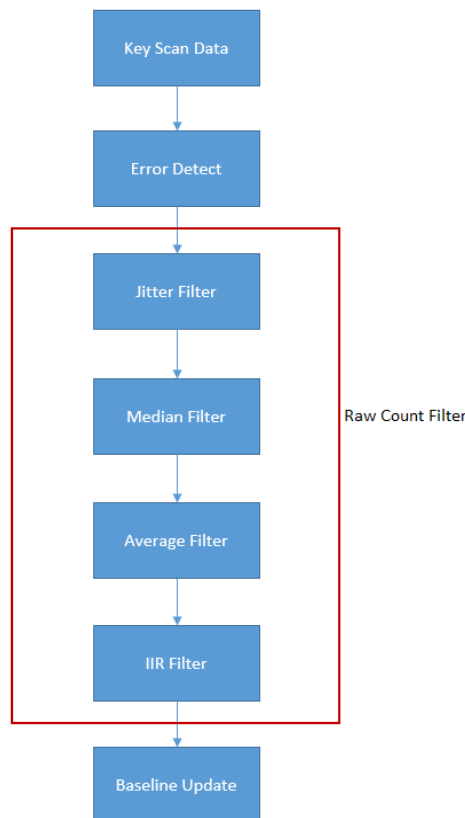 Key Scan Data
Error Detect
Jitter Filter
Median Filter
Raw Count Filter
Average Filter
IIR Filter
Baseline Update